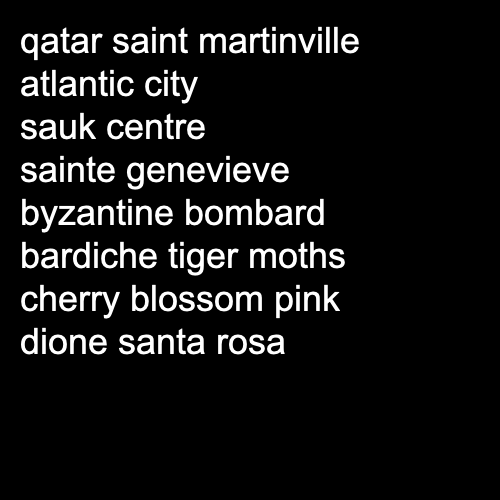 qatar saint martinville
atlantic city
sauk centre
sainte genevieve
byzantine bombard
bardiche tiger moths
cherry blossom pink
dione santa rosa